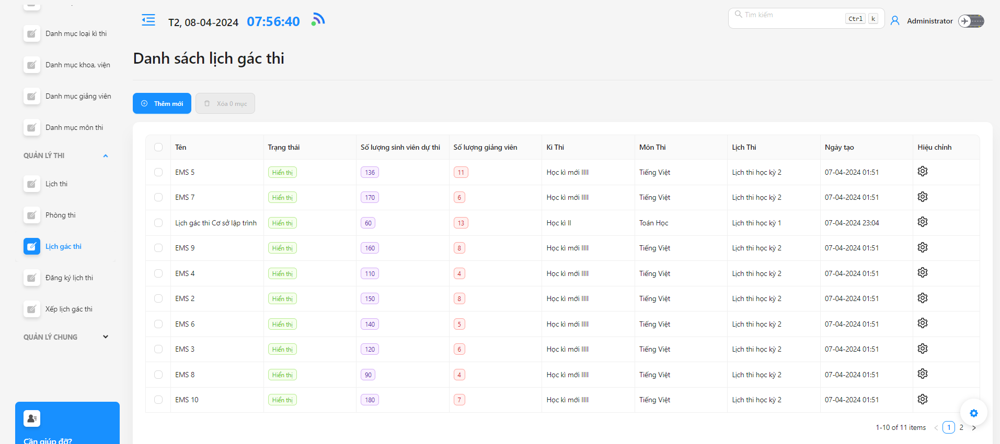 Danh mục loại kì thi
Danh mục khoa, viện
Danh mục giảng viên
Danh mục môn thi
QUẢN LÝ THI
Lịch thi
Phòng thi
Lịch gác thi
Đăng ký lịch thi
Xếp lịch gác thi
QUẢN LÝ CHUNG
Cần giúp đỡ?
T2, 08-04-2024 07:56:40
Tìm kiếm Ctrl k
Administrator
Danh sách lịch gác thi
Thêm mới
Xóa 0 mục
Tên Trạng thái Số lượng sinh viên dự thi Số lượng giảng viên Kì Thi Môn Thi Lịch Thi Ngày tạo Hiệu chỉnh
EMS 5 Hiển thị 136 11 Học kì mới IIII Tiếng Việt Lịch thi học kỳ 2 07-04-2024 01:51
EMS 7 Hiển thị 170 6 Học kì mới IIII Tiếng Việt Lịch thi học kỳ 2 07-04-2024 01:51
Lịch gác thi Cơ sở lập trình Hiển thị 60 13 Học kì II Toán Học Lịch thi học kỳ 1 07-04-2024 23:04
EMS 9 Hiển thị 160 8 Học kì mới IIII Tiếng Việt Lịch thi học kỳ 2 07-04-2024 01:51
EMS 4 Hiển thị 110 4 Học kì mới IIII Tiếng Việt Lịch thi học kỳ 2 07-04-2024 01:51
EMS 2 Hiển thị 150 8 Học kì mới IIII Tiếng Việt Lịch thi học kỳ 2 07-04-2024 01:51
EMS 6 Hiển thị 140 5 Học kì mới IIII Tiếng Việt Lịch thi học kỳ 2 07-04-2024 01:51
EMS 3 Hiển thị 120 6 Học kì mới IIII Tiếng Việt Lịch thi học kỳ 2 07-04-2024 01:51
EMS 8 Hiển thị 90 4 Học kì mới IIII Tiếng Việt Lịch thi học kỳ 2 07-04-2024 01:51
EMS 10 Hiển thị 180 7 Học kì mới IIII Tiếng Việt Lịch thi học kỳ 2 07-04-2024 01:51
1-10 of 11 items < 1 2 >